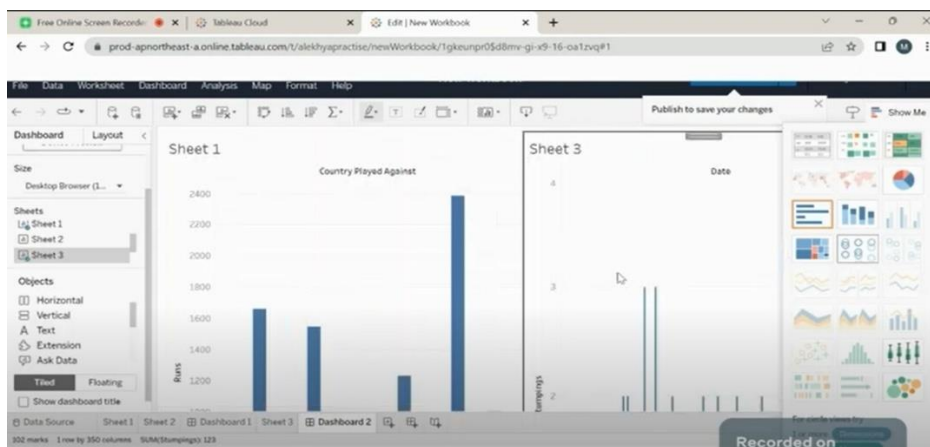 Free Online Screen Recorde
Tableau Cloud
Edit | New Workbook
prod-apnortheast-a.online.tableau.com/t/alekhyapractise/newWorkbook/1gkeunpr0$d8mv-gi-x9-16-oa1zvq#1
M
File Data Worksheet Dashboard Analysis Map Format Help
Publish to save your changes
Show Me
Dashboard Layout
Size
Desktop Browser (1...
Sheets
Sheet 1
Sheet 2
Sheet 3
Objects
Horizontal
Vertical
Text
Extension
Ask Data
Tiled Floating
Show dashboard title
Sheet 1
Country Played Against
2400
2200
2000
1800
1600
1400
1200
Runs
Sheet 3
Date
4
3
2
Data Source Sheet 1 Sheet 2 Dashboard 1 Sheet 3 Dashboard 2
102 marks 1 row by 350 columns SUM(Stumpings): 123
For circle views try
Recorded on